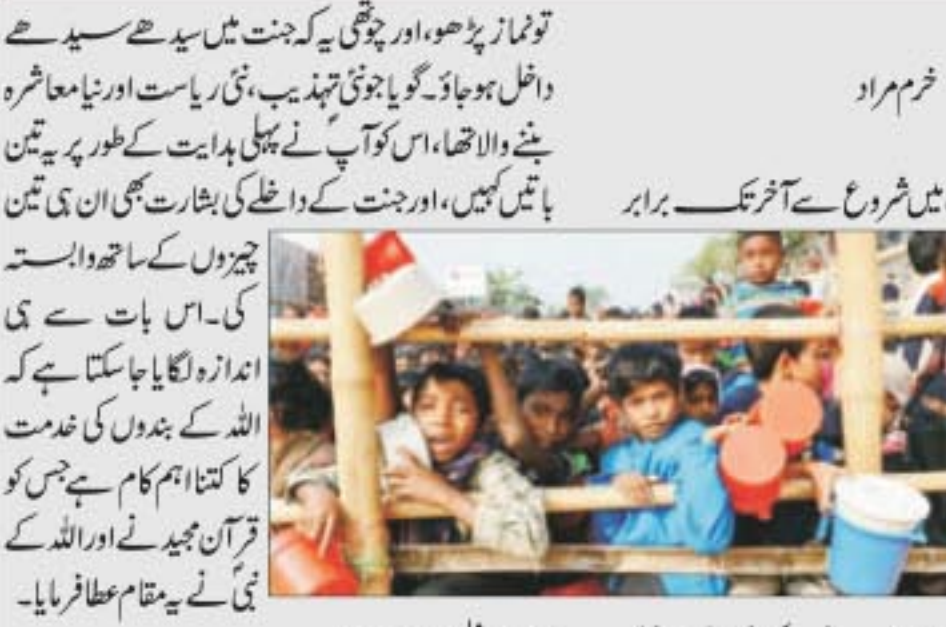 خرم مراد
میں شروع سے آخر تک برابر
تو نماز پڑھو، اور چوتھی یہ کہ جنت میں سیدھے سیدھے
داخل ہوجاؤ۔ گویا جو نئی تہذیب، نئی ریاست اور نیا معاشرہ
بننے والا تھا، اس کو آپؐ نے پہلی ہدایت کے طور پر یہ تین
باتیں کہیں، اور جنت کے داخلے کی بشارت بھی ان ہی تین
چیزوں کے ساتھ وابستہ
کی۔ اس بات سے ہی
اندازہ لگایا جاسکتا ہے کہ
اللہ کے بندوں کی خدمت
کا کتنا اہم کام ہے جس کو
قرآن مجید نے اور اللہ کے
نبیؐ نے یہ مقام عطا فرمایا۔